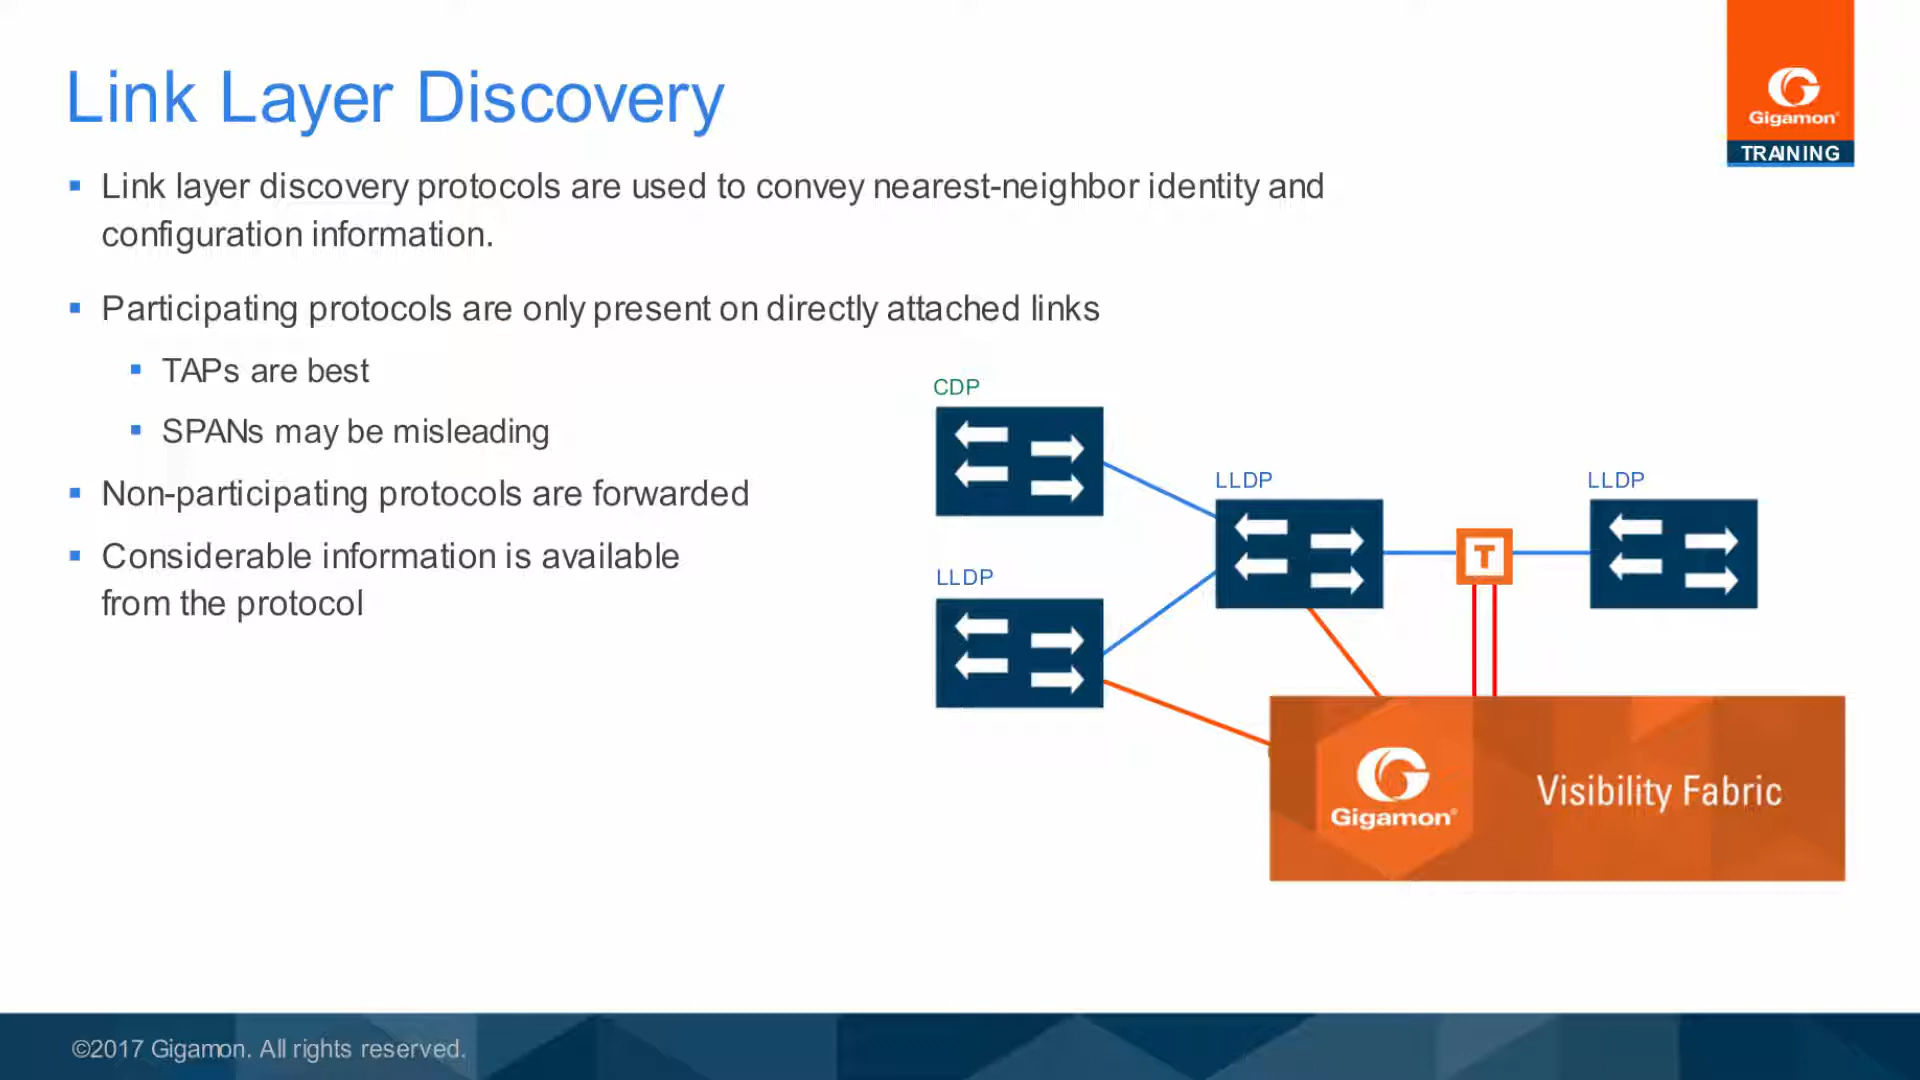 Link Layer Discovery
Gigamon®
TRAINING
Link layer discovery protocols are used to convey nearest-neighbor identity and
configuration information.
Participating protocols are only present on directly attached links
TAPs are best
SPANs may be misleading
Non-participating protocols are forwarded
Considerable information is available
from the protocol
CDP
LLDP
LLDP
LLDP
T
Gigamon®
Visibility Fabric
©2017 Gigamon. All rights reserved.